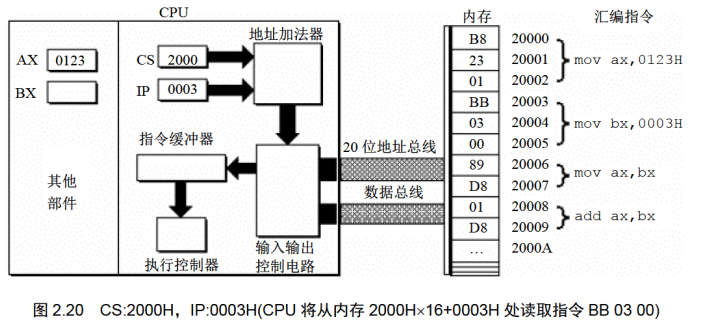 CPU
内存
汇编指令
地址加法器
AX 0123
BX
CS 2000
IP 0003
指令缓冲器
其他
部件
执行控制器
输入输出
控制电路
20 位地址总线
数据总线
B8 20000
23 20001 mov ax,0123H
01 20002
BB 20003
03 20004 mov bx,0003H
00 20005
89 20006
mov ax,bx
D8 20007
01 20008
add ax,bx
D8 20009
… 2000A
图 2.20 CS:2000H，IP:0003H(CPU 将从内存 2000H×16+0003H 处读取指令 BB 03 00)